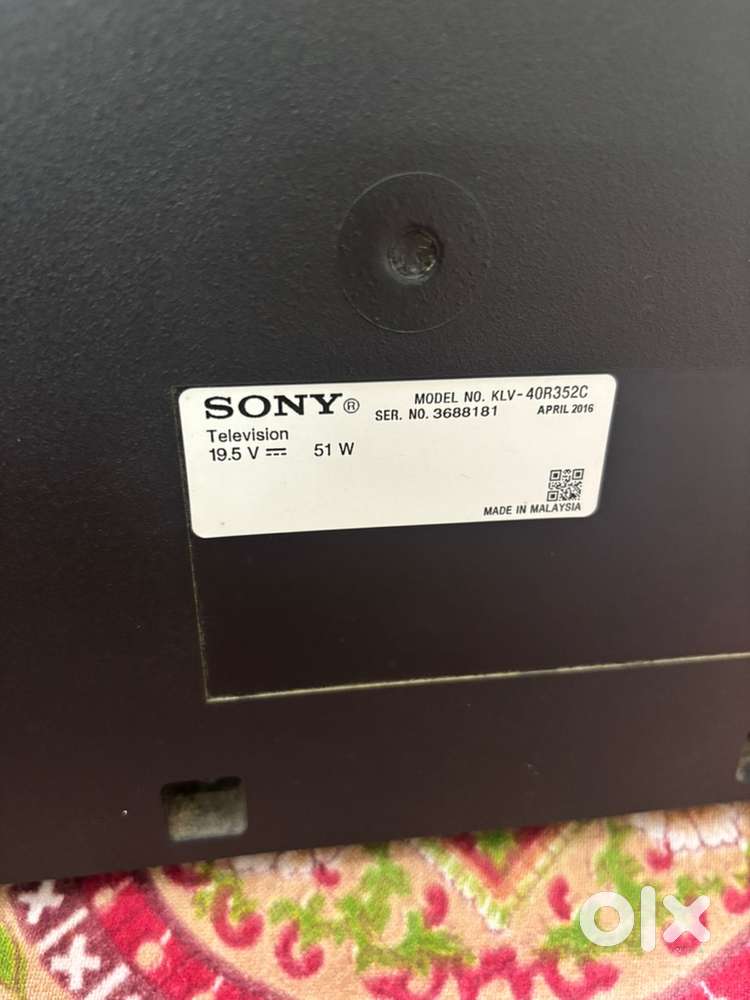 SONY® MODEL NO. KLV-40R352C
SER. NO. 3688181 APRIL 2016
Television
19.5 V ⎓ 51 W
MADE IN MALAYSIA
olx